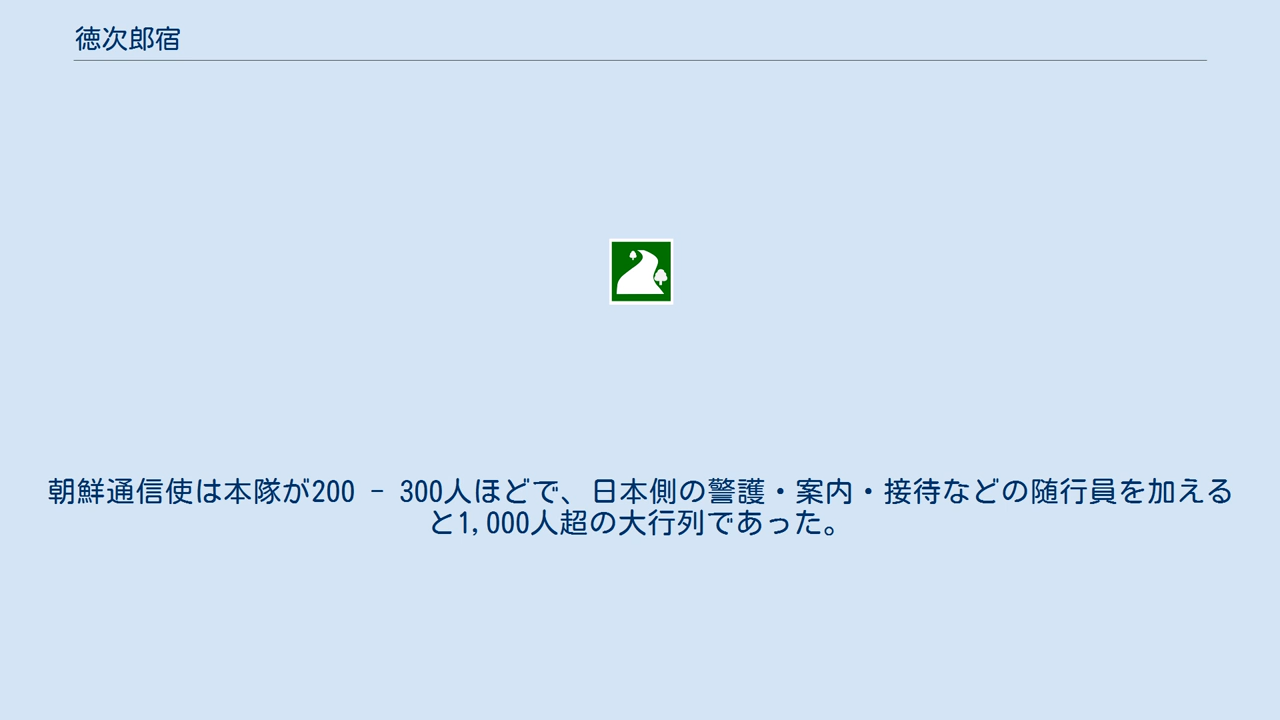 徳次郎宿
朝鮮通信使は本隊が200 - 300人ほどで、日本側の警護・案内・接待などの随行員を加える
と1,000人超の大行列であった。